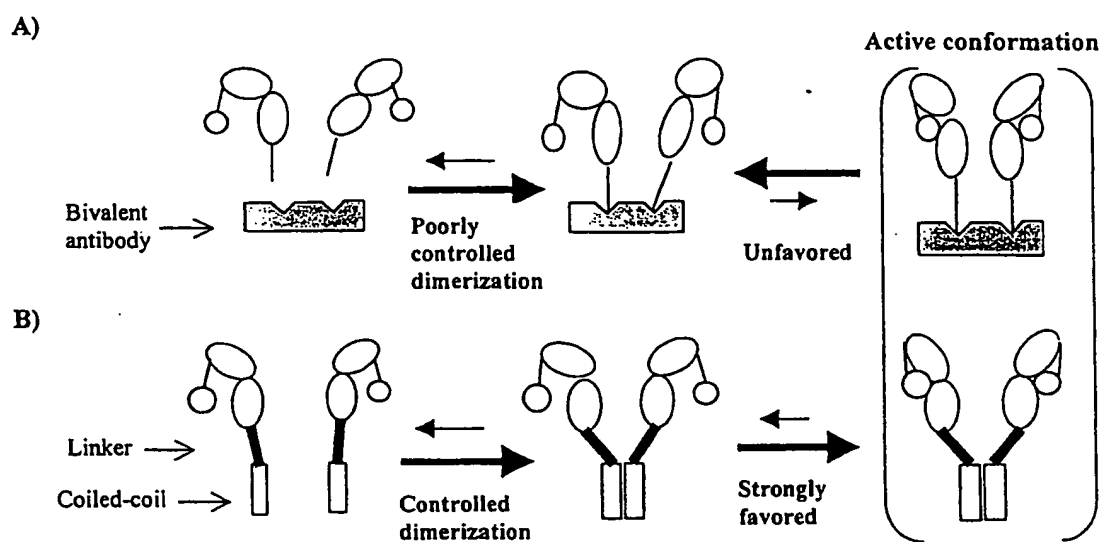 A)
Active conformation
Bivalent
antibody
Poorly
controlled
dimerization
Unfavored
B)
Linker
Coiled-coil
Controlled
dimerization
Strongly
favored